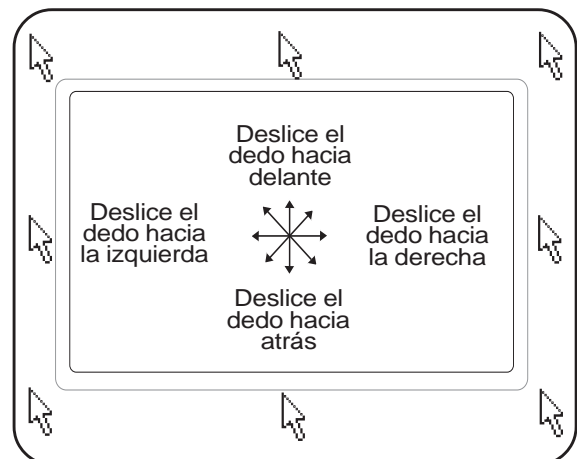 Deslice el
dedo hacia
delante
Deslice el
dedo hacia
la izquierda
Deslice el
dedo hacia
la derecha
Deslice el
dedo hacia
atrás